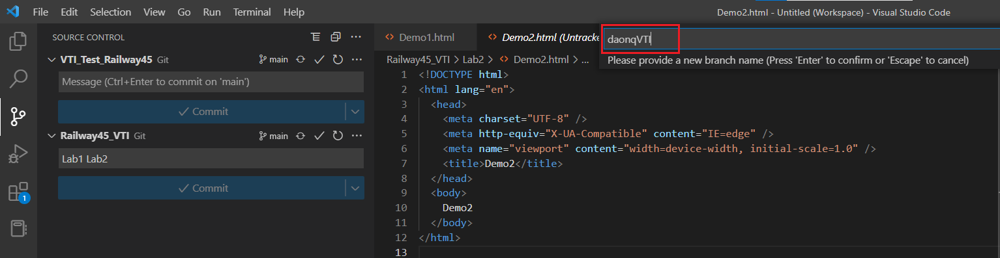 File Edit Selection View Go Run Terminal Help
Demo2.html - Untitled (Workspace) - Visual Studio Code
SOURCE CONTROL
VTI_Test_Railway45 Git main
Message (Ctrl+Enter to commit on 'main')
Commit
Railway45_VTI Git main
Lab1 Lab2
Commit
1
Demo1.html
Demo2.html (Untracke
daonqVTI
Please provide a new branch name (Press 'Enter' to confirm or 'Escape' to cancel)
Railway45_VTI > Lab2 > Demo2.html > ...
1 <!DOCTYPE html>
2 <html lang="en">
3 <head>
4 <meta charset="UTF-8" />
5 <meta http-equiv="X-UA-Compatible" content="IE=edge" />
6 <meta name="viewport" content="width=device-width, initial-scale=1.0" />
7 <title>Demo2</title>
8 </head>
9 <body>
10 Demo2
11 </body>
12 </html>
13